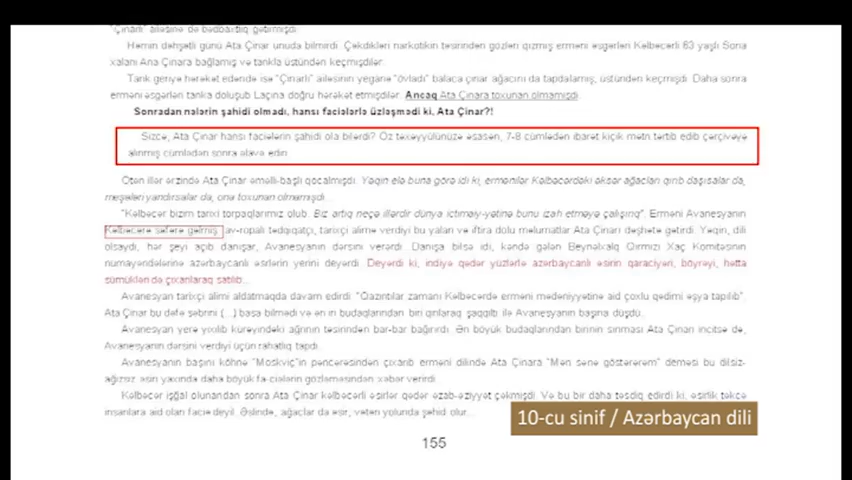 "Çinarlı" ailəsinə də bədbəxtlik gətirmişdi.
Həmin dəhşətli günü Ata Çinar unuda bilmirdi. Çəkdikləri narkotikin təsirindən gözləri qızmış erməni əsgərləri Kəlbəcərli 63 yaşlı Sona
xalanı Ana Çinara bağlamış və tankla üstündən keçmişdilər.
Tank geriyə hərəkət edəndə isə "Çinarlı" ailəsinin yeganə "övladı" balaca çinar ağacını da tapdalamış, üstündən keçmişdi. Daha sonra
erməni əsgərləri tanka doluşub Laçına doğru hərəkət etmişdilər. Ancaq Ata Çinara toxunan olmamışdı.
Sonradan nələrin şahidi olmadı, hansı faciələrlə üzləşmədi ki, Ata Çinar?!
Sizcə, Ata Çinar hansı faciələrin şahidi ola bilərdi? Öz təxəyyülünüzə əsasən, 7-8 cümlədən ibarət kiçik mətn tərtib edib çərçivəyə
alınmış cümlədən sonra əlavə edin.
Ötən illər ərzində Ata Çinar əməlli-başlı qocalmışdı. Yəqin elə buna görə idi ki, ermənilər Kəlbəcərdəki əksər ağacları qırıb daşısalar da,
meşələri yandırsalar da, ona toxunan olmamışdı...
"Kəlbəcər bizim tarixi torpaqlarımız olub. Biz artıq neçə illərdir dünya ictimaiy-yətinə bunu izah etməyə çalışırıq". Erməni Avanesyanın
Kəlbəcərə səfərə gəlmiş av-ropalı tədqiqatçı, tarixçi alimə verdiyi bu yalan və iftira dolu məlumatlar Ata Çinarı dəhşətə gətirdi. Yəqin, dili
olsaydı, hər şeyi açıb danışar, Avanesyanın dərsini verərdi. Danışa bilsə idi, kəndə gələn Beynəlxalq Qırmızı Xaç Komitəsinin
nümayəndələrinə azərbaycanlı əsirlərin yerini deyərdi. Deyərdi ki, indiyə qədər yüzlərlə azərbaycanlı əsirin qaraciyəri, böyrəyi, hətta
sümükləri də çıxarılaraq satılıb...
Avanesyan tarixçi alimi aldatmaqda davam edirdi: "Qazıntılar zamanı Kəlbəcərdə erməni mədəniyyətinə aid çoxlu qədimi əşya tapılıb".
Ata Çinar bu dəfə səbrini (...) basa bilmədi və ən iri budaqlarından biri qırılaraq şaqqıltı ilə Avanesyanın başına düşdü.
Avanesyan yerə yıxılıb kürəyindəki ağrının təsirindən bar-bar bağırdı. Ən böyük budaqlarından birinin sınması Ata Çinarı incitsə də,
Avanesyanın dərsini verdiyi üçün rahatlıq tapdı.
Avanesyanın başını köhnə "Moskviç"in pəncərəsindən çıxarıb erməni dilində Ata Çinara "Mən sənə göstərərəm" deməsi bu dilsiz-
ağızsız əsiri yaxında daha böyük fa-ciələrin gözləməsindən xəbər verirdi.
Kəlbəcər işğal olunandan sonra Ata Çinar kəlbəcərli əsirlər qədər əzab-əziyyət çəkmişdi. Və bu bir daha təsdiq edirdi ki, əsirlik təkcə
insanlara aid olan faciə deyil. Əslində, ağaclar da əsir, vətən yolunda şəhid olur...
10-cu sinif / Azərbaycan dili
155